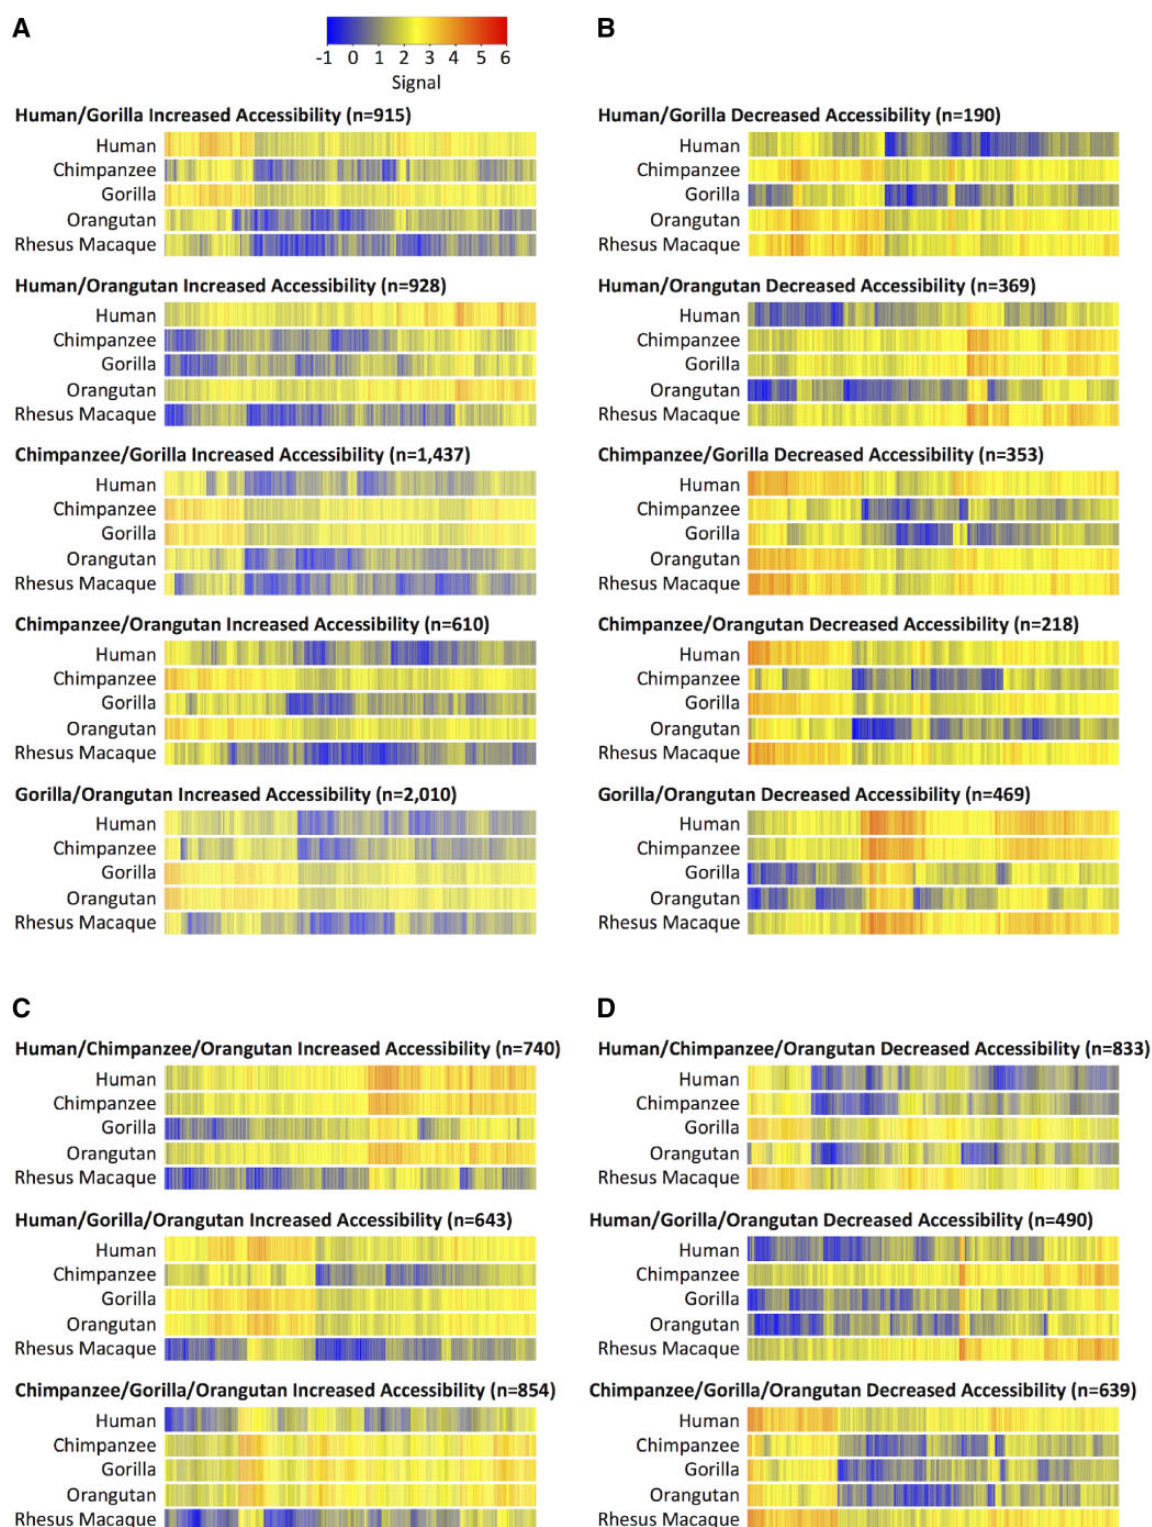 A
B
-1 0 1 2 3 4 5 6
Signal
Human/Gorilla Increased Accessibility (n=915)
Human
Chimpanzee
Gorilla
Orangutan
Rhesus Macaque
Human/Orangutan Increased Accessibility (n=928)
Human
Chimpanzee
Gorilla
Orangutan
Rhesus Macaque
Chimpanzee/Gorilla Increased Accessibility (n=1,437)
Human
Chimpanzee
Gorilla
Orangutan
Rhesus Macaque
Chimpanzee/Orangutan Increased Accessibility (n=610)
Human
Chimpanzee
Gorilla
Orangutan
Rhesus Macaque
Gorilla/Orangutan Increased Accessibility (n=2,010)
Human
Chimpanzee
Gorilla
Orangutan
Rhesus Macaque
Human/Gorilla Decreased Accessibility (n=190)
Human
Chimpanzee
Gorilla
Orangutan
Rhesus Macaque
Human/Orangutan Decreased Accessibility (n=369)
Human
Chimpanzee
Gorilla
Orangutan
Rhesus Macaque
Chimpanzee/Gorilla Decreased Accessibility (n=353)
Human
Chimpanzee
Gorilla
Orangutan
Rhesus Macaque
Chimpanzee/Orangutan Decreased Accessibility (n=218)
Human
Chimpanzee
Gorilla
Orangutan
Rhesus Macaque
Gorilla/Orangutan Decreased Accessibility (n=469)
Human
Chimpanzee
Gorilla
Orangutan
Rhesus Macaque
C
Human/Chimpanzee/Orangutan Increased Accessibility (n=740)
Human
Chimpanzee
Gorilla
Orangutan
Rhesus Macaque
Human/Gorilla/Orangutan Increased Accessibility (n=643)
Human
Chimpanzee
Gorilla
Orangutan
Rhesus Macaque
Chimpanzee/Gorilla/Orangutan Increased Accessibility (n=854)
Human
Chimpanzee
Gorilla
Orangutan
Rhesus Macaque
D
Human/Chimpanzee/Orangutan Decreased Accessibility (n=833)
Human
Chimpanzee
Gorilla
Orangutan
Rhesus Macaque
Human/Gorilla/Orangutan Decreased Accessibility (n=490)
Human
Chimpanzee
Gorilla
Orangutan
Rhesus Macaque
Chimpanzee/Gorilla/Orangutan Decreased Accessibility (n=639)
Human
Chimpanzee
Gorilla
Orangutan
Rhesus Macaque